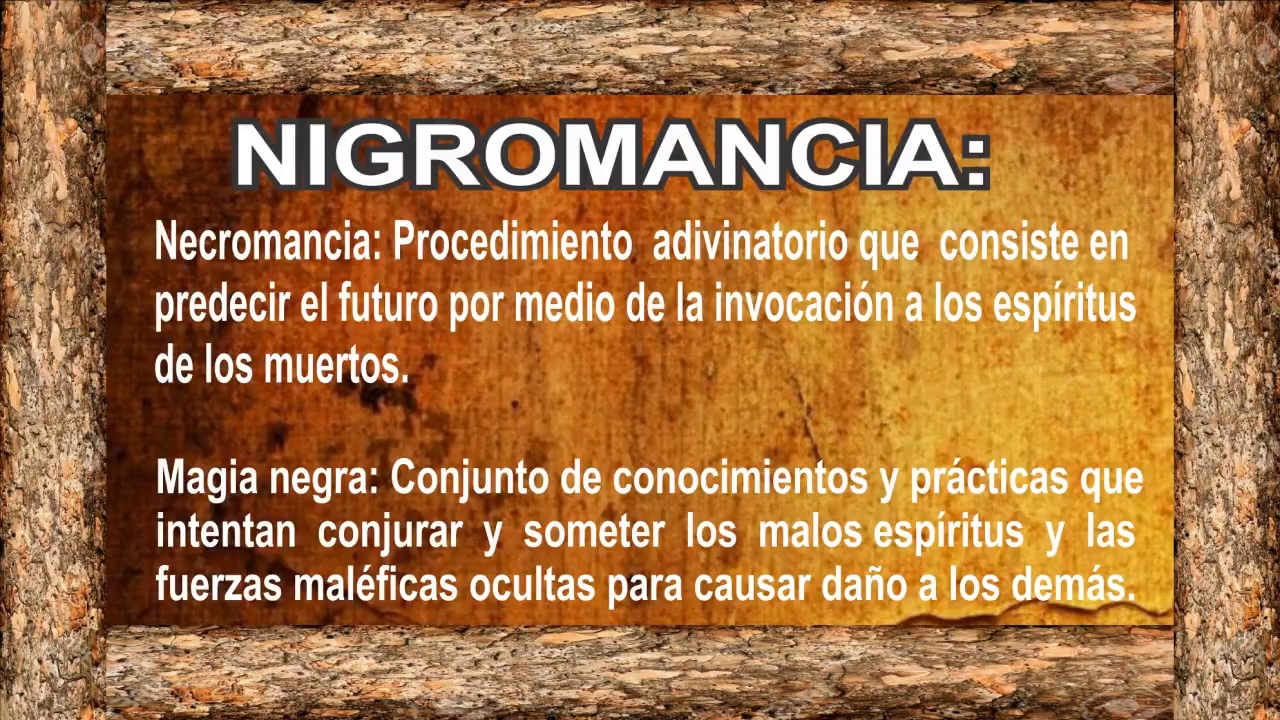 NIGROMANCIA:
Necromancia: Procedimiento adivinatorio que consiste en
predecir el futuro por medio de la invocación a los espíritus
de los muertos.
Magia negra: Conjunto de conocimientos y prácticas que
intentan conjurar y someter los malos espíritus y las
fuerzas maléficas ocultas para causar daño a los demás.